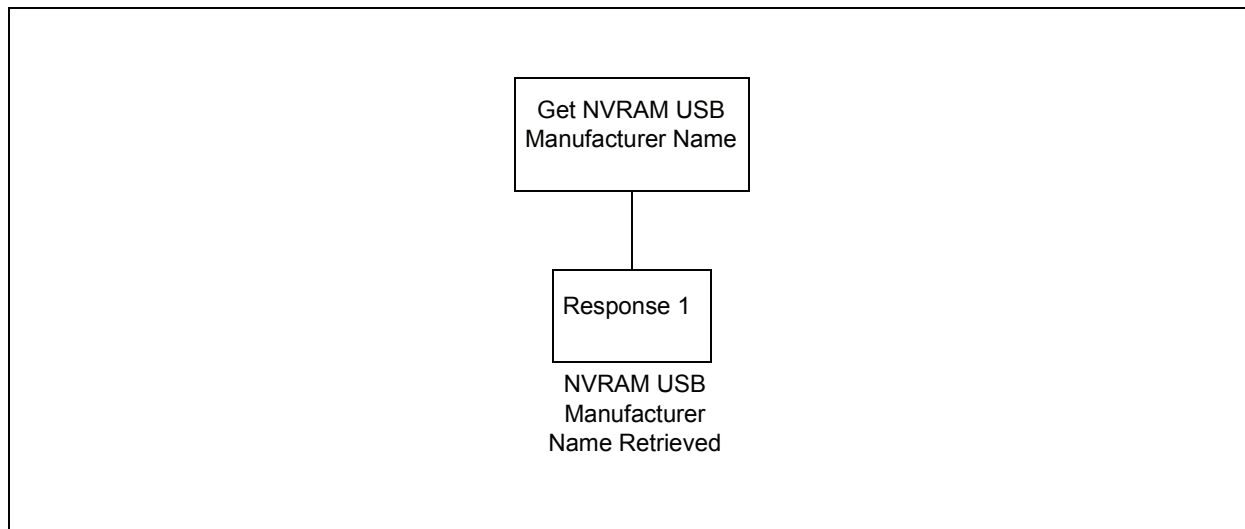 Get NVRAM USB
Manufacturer Name
Response 1
NVRAM USB
Manufacturer
Name Retrieved